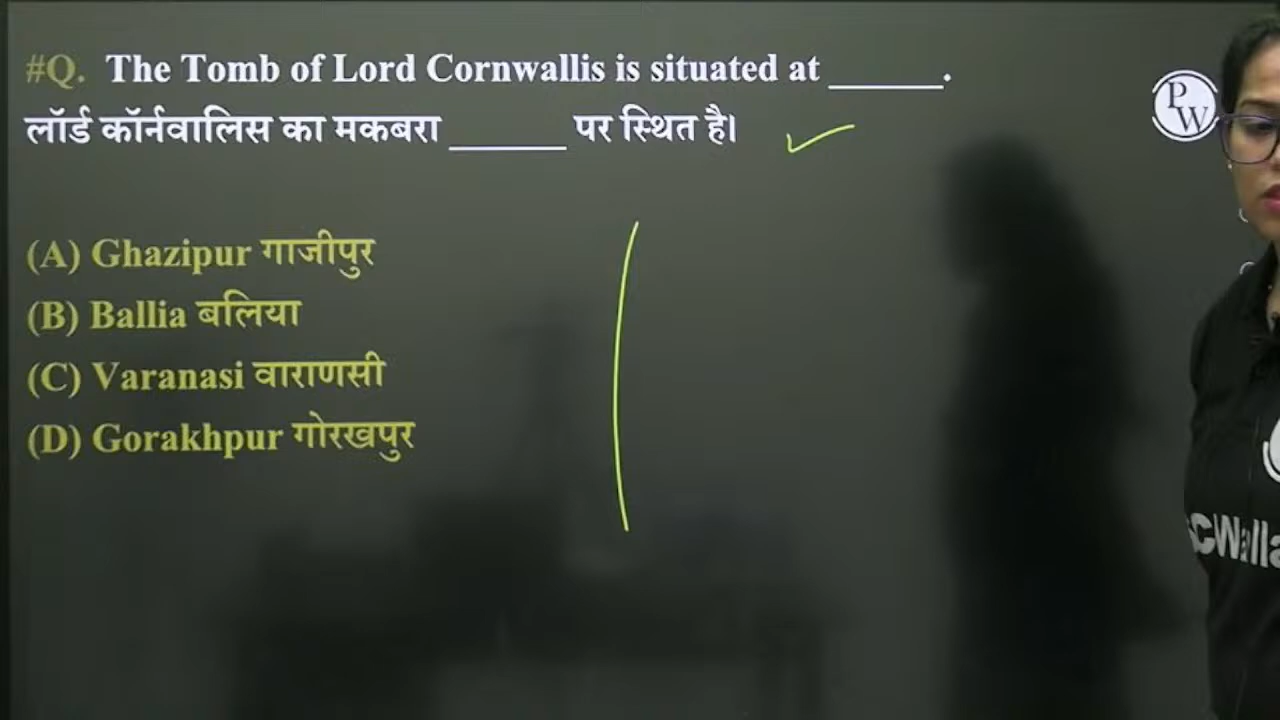 #Q. The Tomb of Lord Cornwallis is situated at ______.
लॉर्ड कॉर्नवालिस का मकबरा ______ पर स्थित है।
PW
(A) Ghazipur गाजीपुर
(B) Ballia बलिया
(C) Varanasi वाराणसी
(D) Gorakhpur गोरखपुर